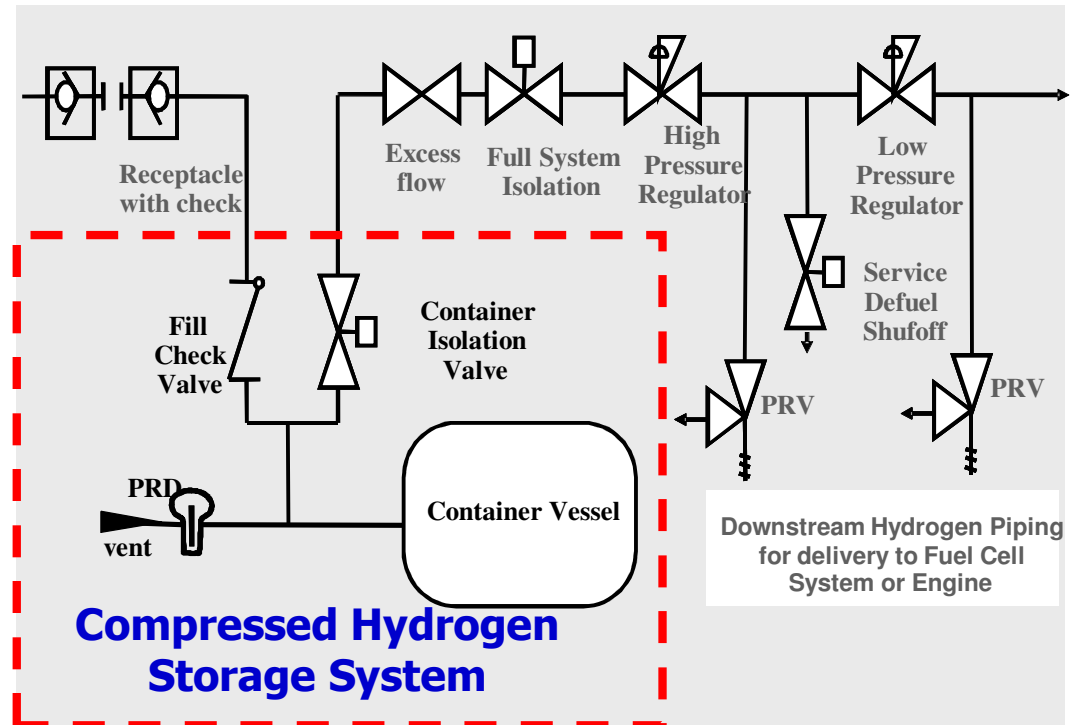 Receptacle
with check
Excess
flow
Full System
Isolation
High
Pressure
Regulator
Low
Pressure
Regulator
Service
Defuel
Shufoff
Fill
Check
Valve
Container
Isolation
Valve
PRV
PRV
PRD
vent
Container Vessel
Downstream Hydrogen Piping
for delivery to Fuel Cell
System or Engine
Compressed Hydrogen
Storage System